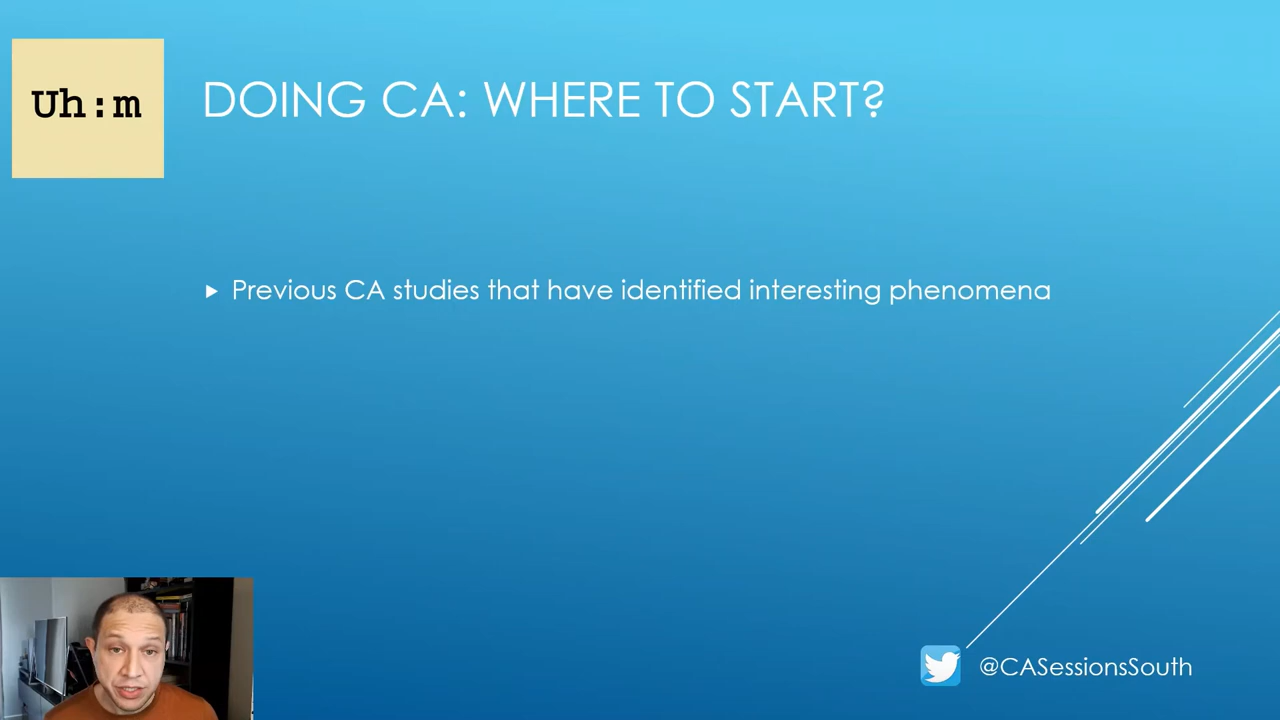 Uh:m
DOING CA: WHERE TO START?
Previous CA studies that have identified interesting phenomena
@CASessionsSouth